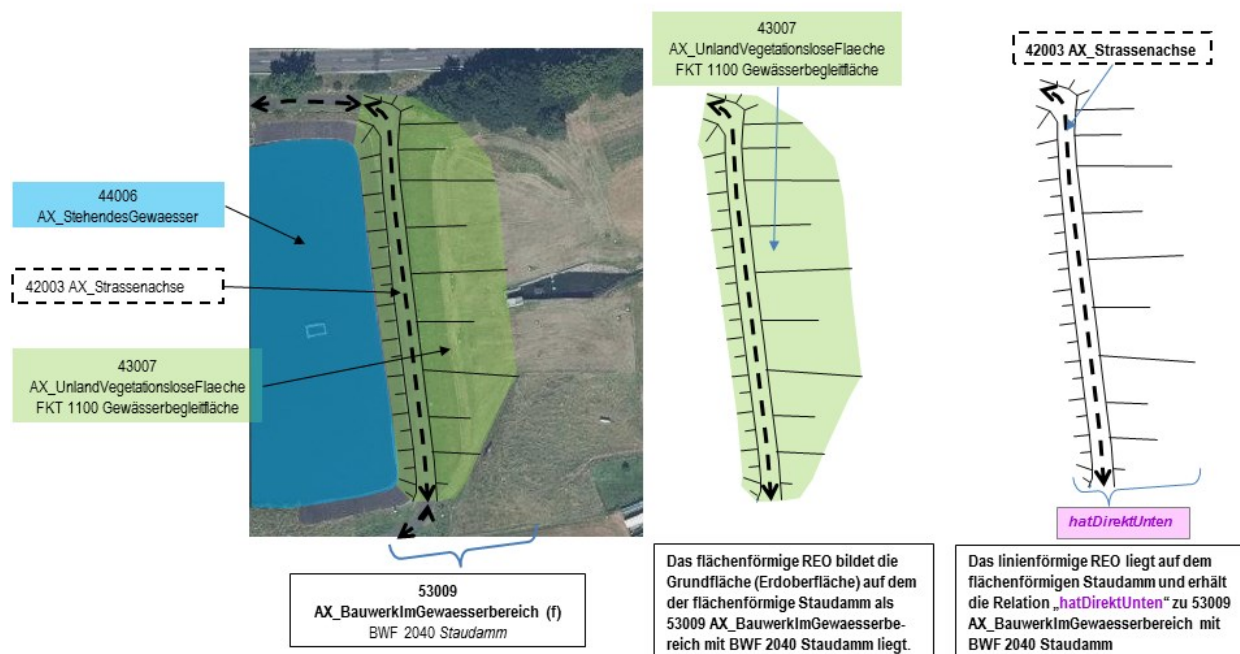 44006
AX_StehendesGewaesser
42003 AX_Strassenachse
43007
AX_UnlandVegetationsloseFlaeche
FKT 1100 Gewässerbegleitfläche
53009
AX_BauwerkImGewaesserbereich (f)
BWF 2040 Staudamm
43007
AX_UnlandVegetationsloseFlaeche
FKT 1100 Gewässerbegleitfläche
Das flächenförmige REO bildet die
Grundfläche (Erdoberfläche) auf dem
der flächenförmige Staudamm als
53009 AX_BauwerkImGewaesserbe-
reich mit BWF 2040 Staudamm liegt.
42003 AX_Strassenachse
hatDirektUnten
Das linienförmige REO liegt auf dem
flächenförmigen Staudamm und erhält
die Relation „hatDirektUnten“ zu 53009
AX_BauwerkImGewaesserbereich mit
BWF 2040 Staudamm